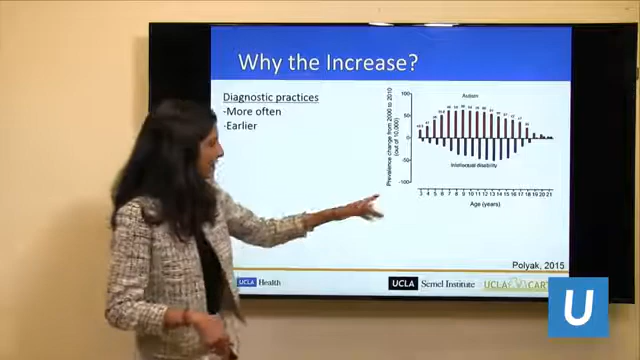 Why the Increase?
Diagnostic practices
-More often
-Earlier
Prevalence change from 2000 to 2010
(out of 10,000)
100
50
0
-50
-100
Autism
Intellectual disability
3 4 5 6 7 8 9 10 11 12 13 14 15 16 17 18 19 20 21
Age (years)
Polyak, 2015
UCLA Health
UCLA Semel Institute
UCLA CART
U